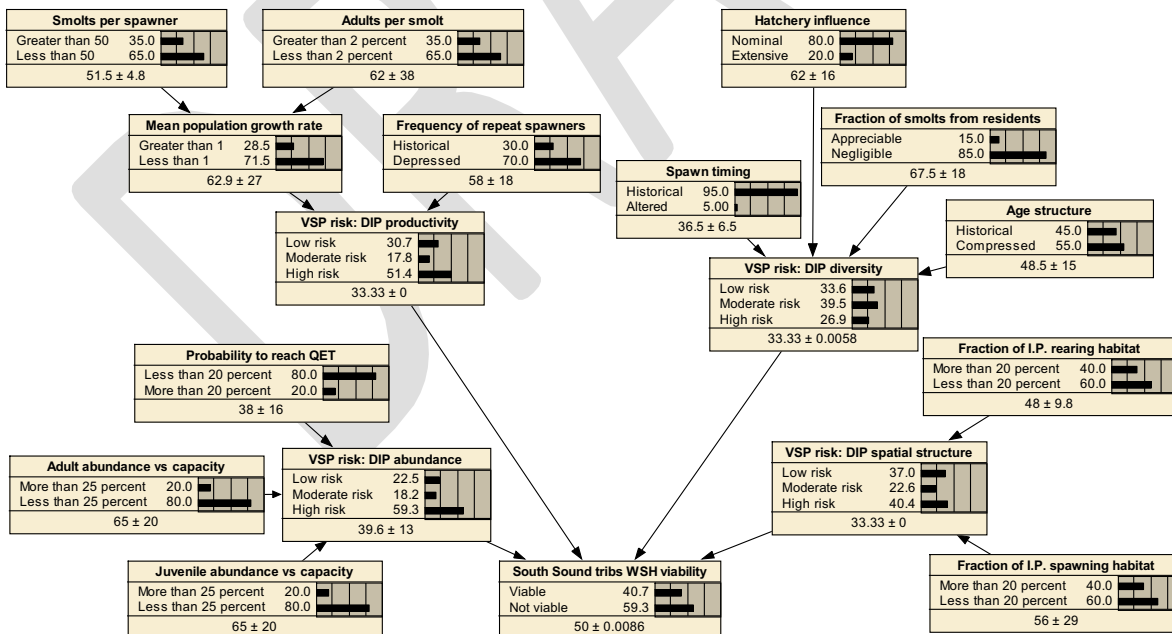 Smolts per spawner
Greater than 50 35.0
Less than 50 65.0
51.5 ± 4.8
Adults per smolt
Greater than 2 percent 35.0
Less than 2 percent 65.0
62 ± 38
Hatchery influence
Nominal 80.0
Extensive 20.0
62 ± 16
Mean population growth rate
Greater than 1 28.5
Less than 1 71.5
62.9 ± 27
Frequency of repeat spawners
Historical 30.0
Depressed 70.0
58 ± 18
Fraction of smolts from residents
Appreciable 15.0
Negligible 85.0
67.5 ± 18
Spawn timing
Historical 95.0
Altered 5.00
36.5 ± 6.5
Age structure
Historical 45.0
Compressed 55.0
48.5 ± 15
VSP risk: DIP productivity
Low risk 30.7
Moderate risk 17.8
High risk 51.4
33.33 ± 0
VSP risk: DIP diversity
Low risk 33.6
Moderate risk 39.5
High risk 26.9
33.33 ± 0.0058
Probability to reach QET
Less than 20 percent 80.0
More than 20 percent 20.0
38 ± 16
Fraction of I.P. rearing habitat
More than 20 percent 40.0
Less than 20 percent 60.0
48 ± 9.8
Adult abundance vs capacity
More than 25 percent 20.0
Less than 25 percent 80.0
65 ± 20
VSP risk: DIP abundance
Low risk 22.5
Moderate risk 18.2
High risk 59.3
39.6 ± 13
VSP risk: DIP spatial structure
Low risk 37.0
Moderate risk 22.6
High risk 40.4
33.33 ± 0
Juvenile abundance vs capacity
More than 25 percent 20.0
Less than 25 percent 80.0
65 ± 20
South Sound tribs WSH viability
Viable 40.7
Not viable 59.3
50 ± 0.0086
Fraction of I.P. spawning habitat
More than 20 percent 40.0
Less than 20 percent 60.0
56 ± 29